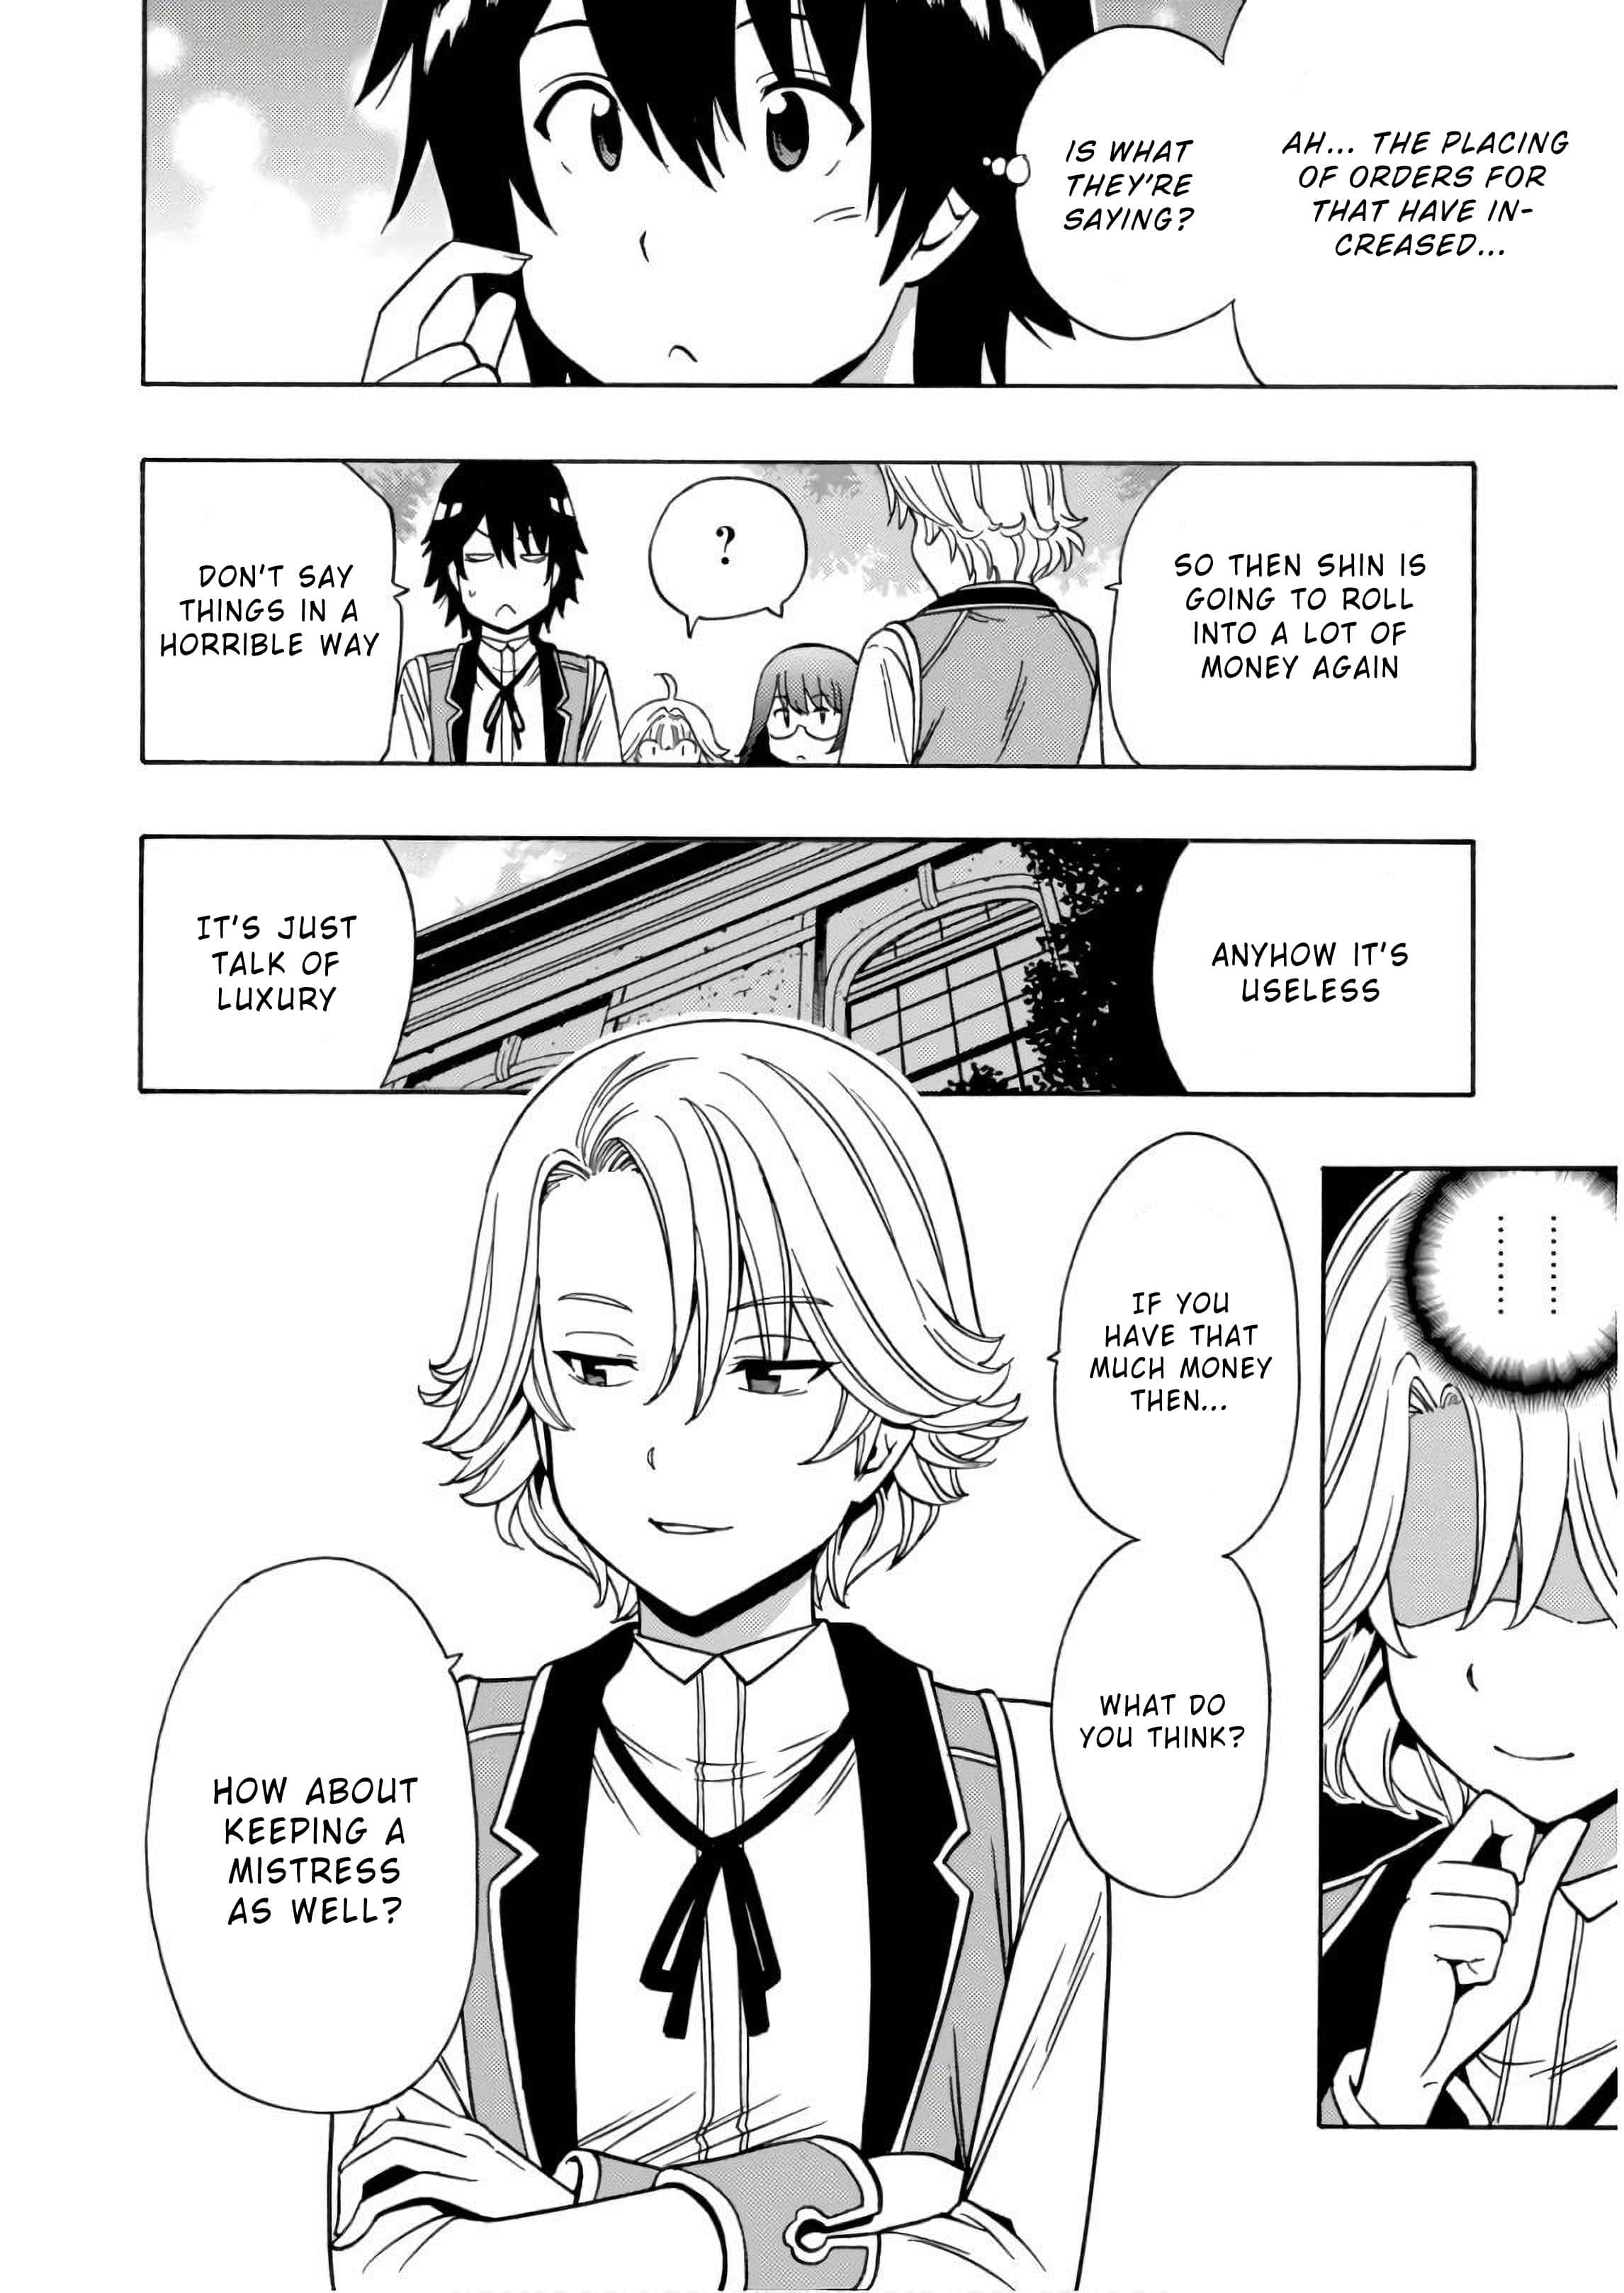 AH... THE PLACING
OF ORDERS FOR
THAT HAVE IN-
CREASED...
IS WHAT
THEY'RE
SAYING?
SO THEN SHIN IS
GOING TO ROLL
INTO A LOT OF
MONEY AGAIN
?
DON'T SAY
THINGS IN A
HORRIBLE WAY
ANYHOW IT'S
USELESS
IT'S JUST
TALK OF
LUXURY
............
IF YOU
HAVE THAT
MUCH MONEY
THEN...
WHAT DO
YOU THINK?
HOW ABOUT
KEEPING A
MISTRESS
AS WELL?